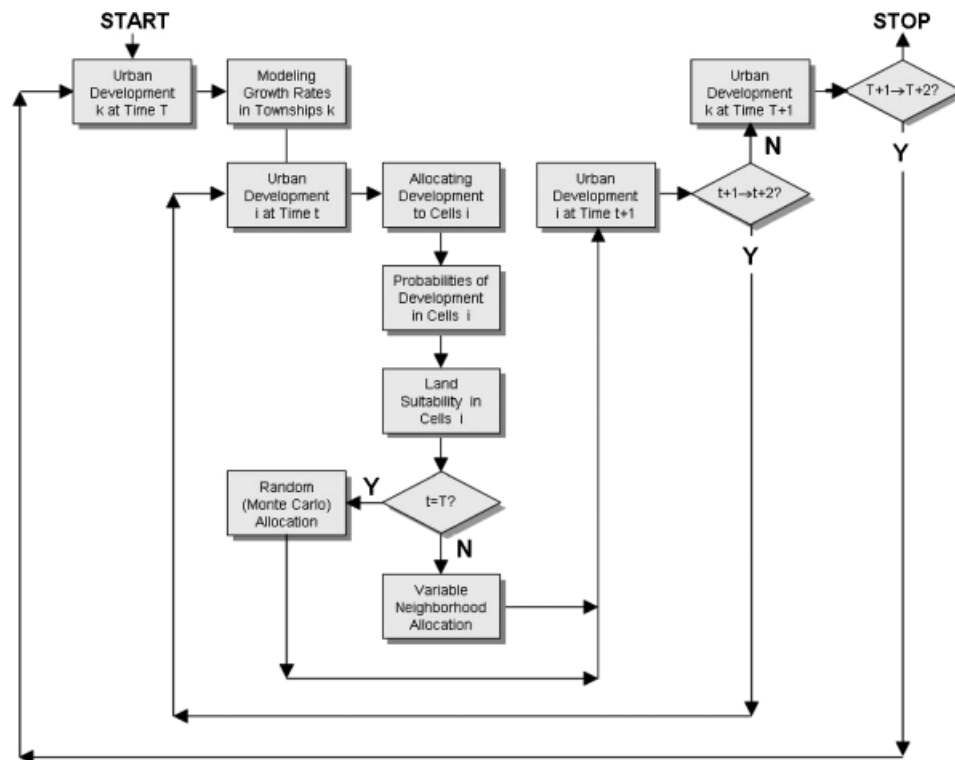 START
STOP
Urban
Development
k at Time T
Modeling
Growth Rates
in Townships k
Urban
Development
k at Time T+1
T+1→T+2?
N
Y
Urban
Development
i at Time t
Allocating
Development
to Cells i
Urban
Development
i at Time t+1
t+1→t+2?
Y
Probabilities of
Development
in Cells i
Land
Suitability in
Cells i
Random
(Monte Carlo)
Allocation
Y
t=T?
N
Variable
Neighborhood
Allocation